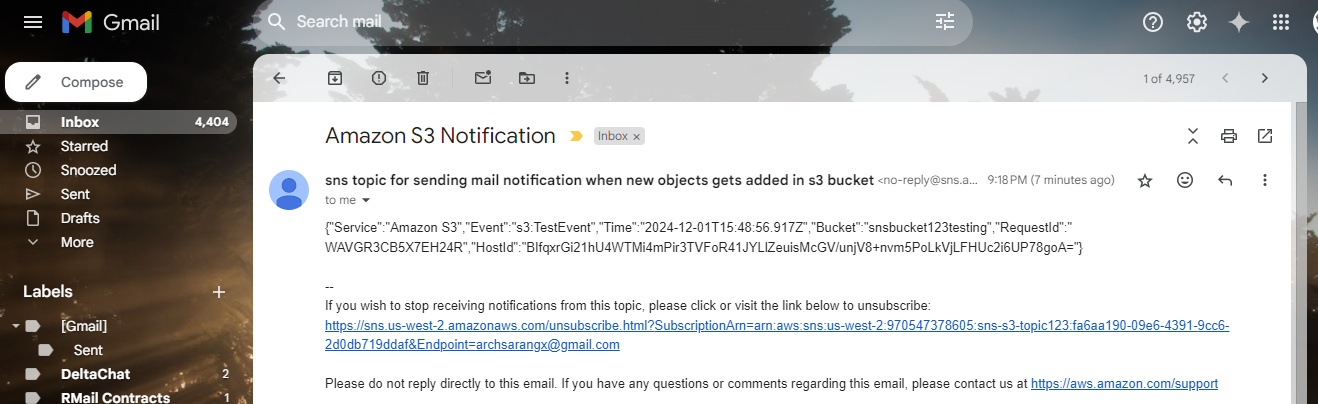 Gmail
Search mail
Compose
1 of 4,957
Inbox 4,404
Starred
Snoozed
Sent
Drafts
More
Labels
[Gmail]
Sent
DeltaChat 2
RMail Contracts 1
Amazon S3 Notification Inbox ×
sns topic for sending mail notification when new objects gets added in s3 bucket <no-reply@sns.a... 9:18 PM (7 minutes ago)
to me
{"Service":"Amazon S3","Event":"s3:TestEvent","Time":"2024-12-01T15:48:56.917Z","Bucket":"snsbucket123testing","RequestId":"
WAVGR3CB5X7EH24R","HostId":"BIfqxrGi21hU4WTMi4mPir3TVFoR41JYLlZeuisMcGV/unjV8+nvm5PoLkVjLFHUc2i6UP78goA="}
--
If you wish to stop receiving notifications from this topic, please click or visit the link below to unsubscribe:
https://sns.us-west-2.amazonaws.com/unsubscribe.html?SubscriptionArn=arn:aws:sns:us-west-2:970547378605:sns-s3-topic123:fa6aa190-09e6-4391-9cc6-
2d0db719ddaf&Endpoint=archsarangx@gmail.com
Please do not reply directly to this email. If you have any questions or comments regarding this email, please contact us at https://aws.amazon.com/support